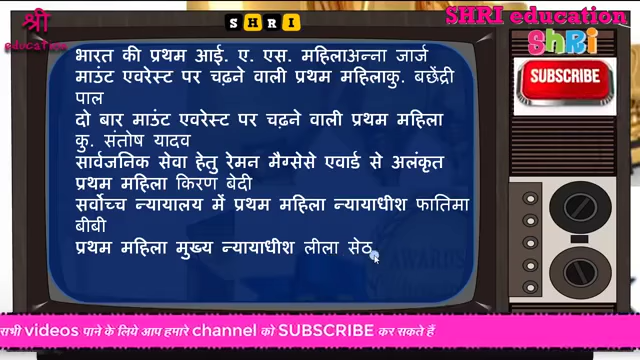 श्री
education
S H R I
SHRI education
ShRi
SUBSCRIBE
भारत की प्रथम आई. ए. एस. महिलाअन्ना जार्ज
माउंट एवरेस्ट पर चढ़ने वाली प्रथम महिलाकु. बछेंद्री
पाल
दो बार माउंट एवरेस्ट पर चढ़ने वाली प्रथम महिला
कु. संतोष यादव
सार्वजनिक सेवा हेतु रेमन मैग्सेसे एवार्ड से अलंकृत
प्रथम महिला किरण बेदी
सर्वोच्च न्यायालय में प्रथम महिला न्यायाधीश फातिमा
बीबी
प्रथम महिला मुख्य न्यायाधीश लीला सेठ
AWARDS
सभी videos पाने के लिये आप हमारे channel को SUBSCRIBE कर सकते हैं